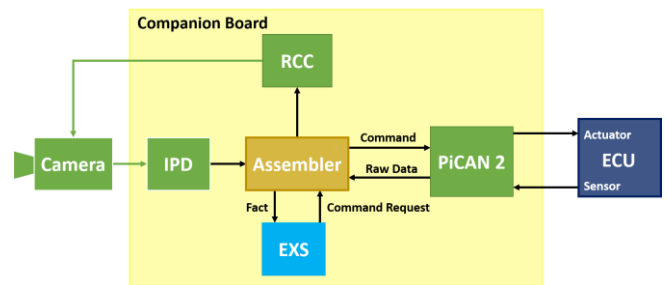 Companion Board
RCC
Command
Actuator
Camera
IPD
Assembler
PiCAN 2
ECU
Raw Data
Sensor
Fact
Command Request
EXS